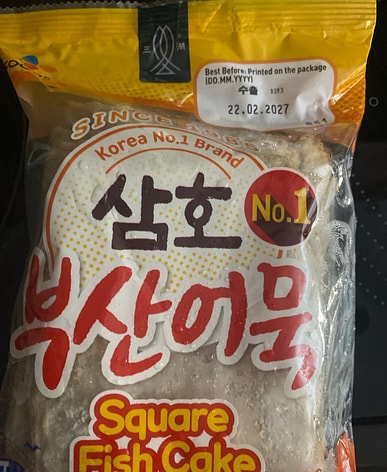 Best Before: Printed on the package
(DD.MM.YYYY)
수출 6393
22.02.2027
SINCE
Korea No.1 Brand
삼호
No.1
부산어묵
Square
Fish Cake